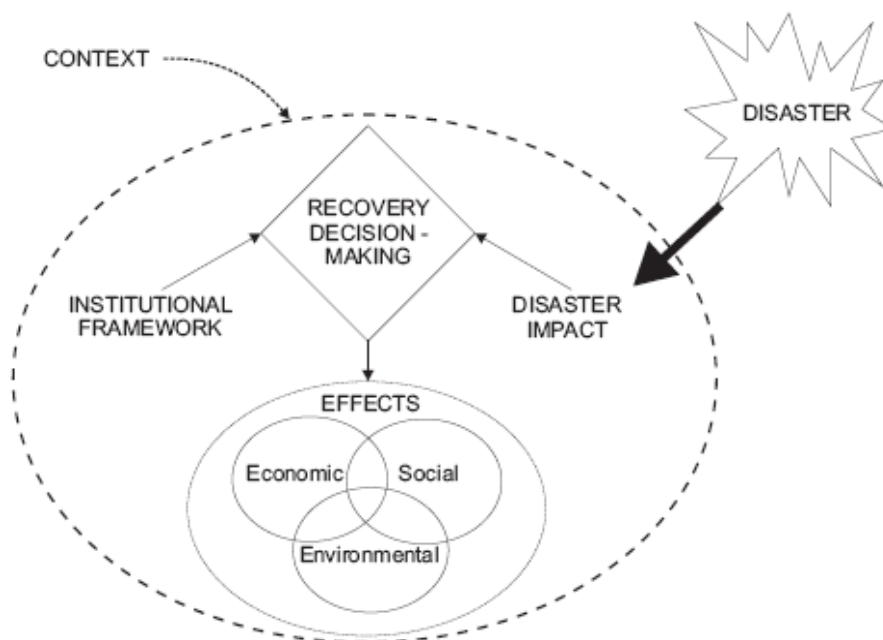 CONTEXT
DISASTER
RECOVERY
DECISION -
MAKING
INSTITUTIONAL
FRAMEWORK
DISASTER
IMPACT
EFFECTS
Economic
Social
Environmental